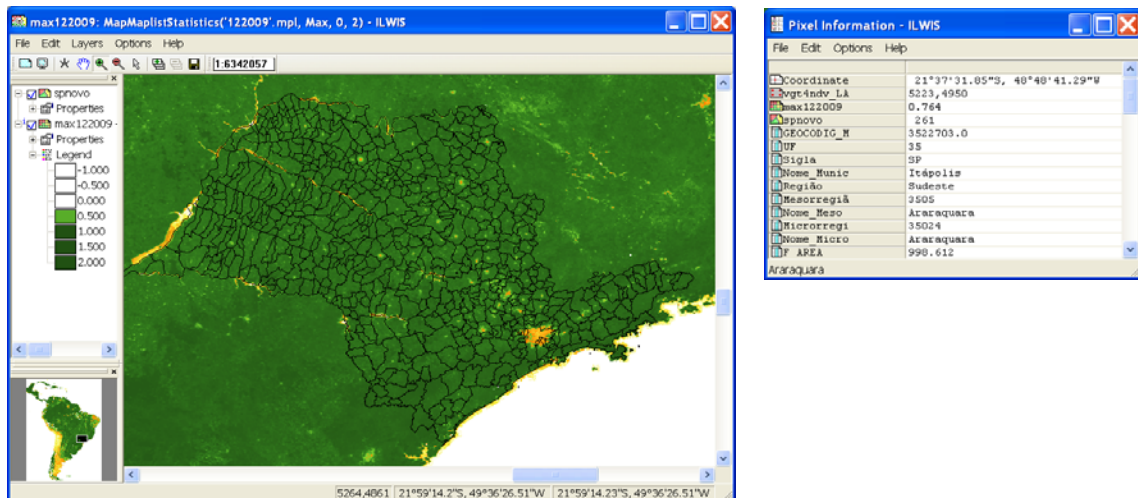 max122009: MapMaplistStatistics('122009'.mpl, Max, 0, 2) - ILWIS
File Edit Layers Options Help
1:6342057
spnovo
Properties
max122009 -
Properties
Legend
-1.000
-0.500
0.000
0.500
1.000
1.500
2.000
5264,4861 21°59'14.2"S, 49°36'26.51"W 21°59'14.23"S, 49°36'26.51"W
Pixel Information - ILWIS
File Edit Options Help
Coordinate 21°37'31.85"S, 48°48'41.29"W
vgt4ndv_LA 5223,4950
max122009 0.764
spnovo 261
GEOCODIG_M 3522703.0
UF 35
Sigla SP
Nome_Munic Itápolis
Região Sudeste
Mesorregiã 3505
Nome_Meso Araraquara
Microrregi 35024
Nome_Micro Araraquara
F_AREA 998.612
Araraquara